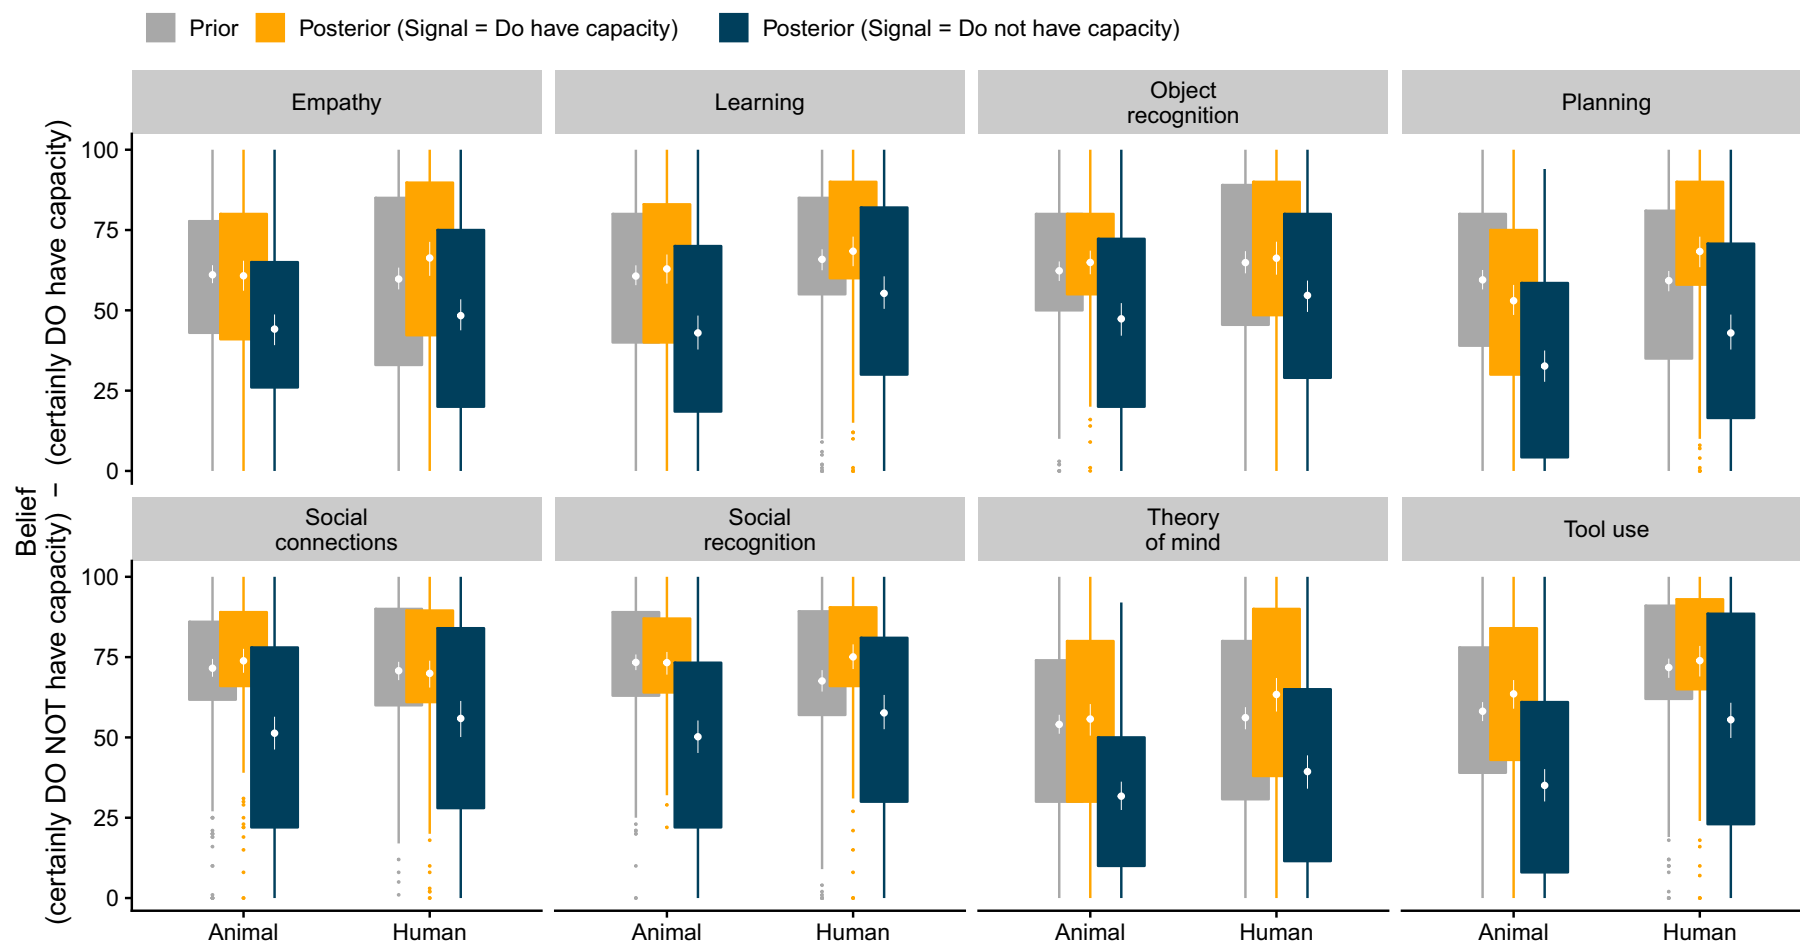 Prior
Posterior (Signal = Do have capacity)
Posterior (Signal = Do not have capacity)
Belief
(certainly DO NOT have capacity) − (certainly DO have capacity)
Empathy
Learning
Object
recognition
Planning
100
75
50
25
0
Social
connections
Social
recognition
Theory
of mind
Tool use
100
75
50
25
0
Animal
Human
Animal
Human
Animal
Human
Animal
Human